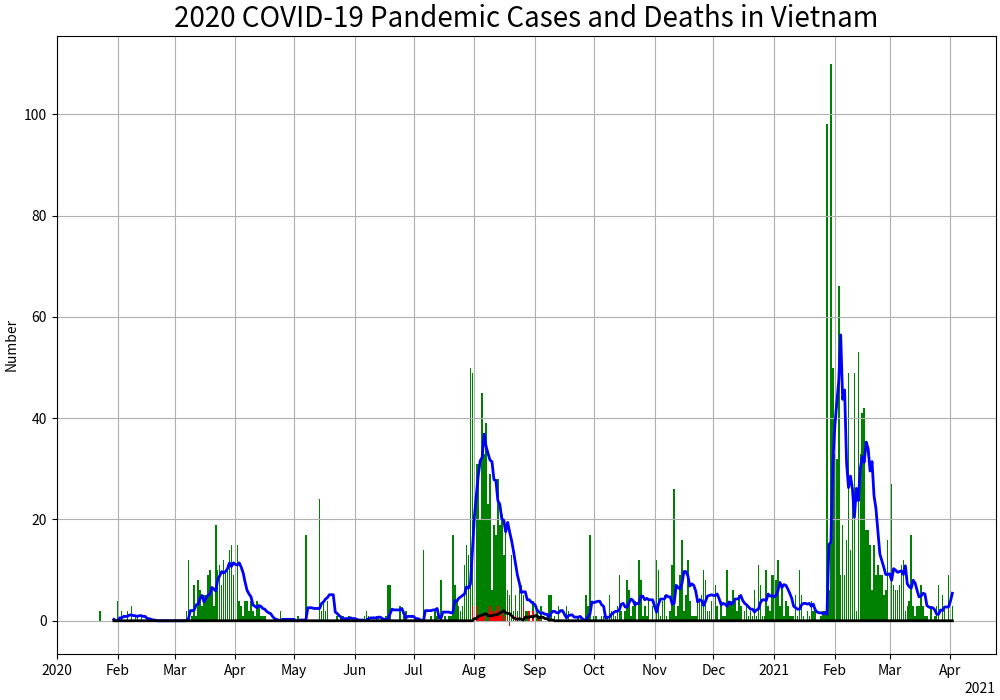 2020 COVID-19 Pandemic Cases and Deaths in Vietnam
Number
100
80
60
40
20
0
2020 Feb Mar Apr May Jun Jul Aug Sep Oct Nov Dec 2021 Feb Mar Apr
2021